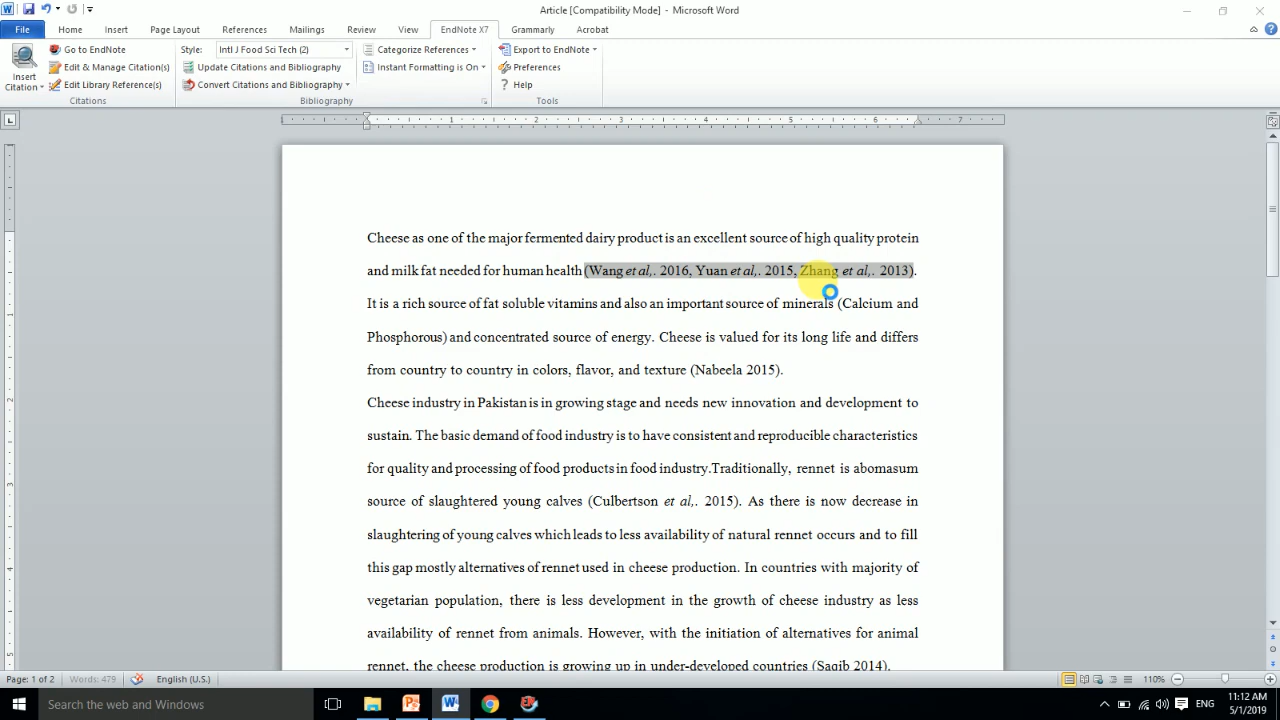 Article [Compatibility Mode] - Microsoft Word
File Home Insert Page Layout References Mailings Review View EndNote X7 Grammarly Acrobat
Insert Citation
Go to EndNote
Edit & Manage Citation(s)
Edit Library Reference(s)
Citations
Style: Intl J Food Sci Tech (2)
Update Citations and Bibliography
Convert Citations and Bibliography
Categorize References
Instant Formatting is On
Bibliography
Export to EndNote
Preferences
Help
Tools
1 2 3 4 5 6 7
Cheese as one of the major fermented dairy product is an excellent source of high quality protein
and milk fat needed for human health (Wang et al,. 2016, Yuan et al,. 2015, Zhang et al,. 2013).
It is a rich source of fat soluble vitamins and also an important source of minerals (Calcium and
Phosphorous) and concentrated source of energy. Cheese is valued for its long life and differs
from country to country in colors, flavor, and texture (Nabeela 2015).
Cheese industry in Pakistan is in growing stage and needs new innovation and development to
sustain. The basic demand of food industry is to have consistent and reproducible characteristics
for quality and processing of food products in food industry.Traditionally, rennet is abomasum
source of slaughtered young calves (Culbertson et al,. 2015). As there is now decrease in
slaughtering of young calves which leads to less availability of natural rennet occurs and to fill
this gap mostly alternatives of rennet used in cheese production. In countries with majority of
vegetarian population, there is less development in the growth of cheese industry as less
availability of rennet from animals. However, with the initiation of alternatives for animal
rennet, the cheese production is growing up in under-developed countries (Saqib 2014).
Page: 1 of 2 Words: 479 English (U.S.) 110%
Search the web and Windows
ENG
11:12 AM
5/1/2019